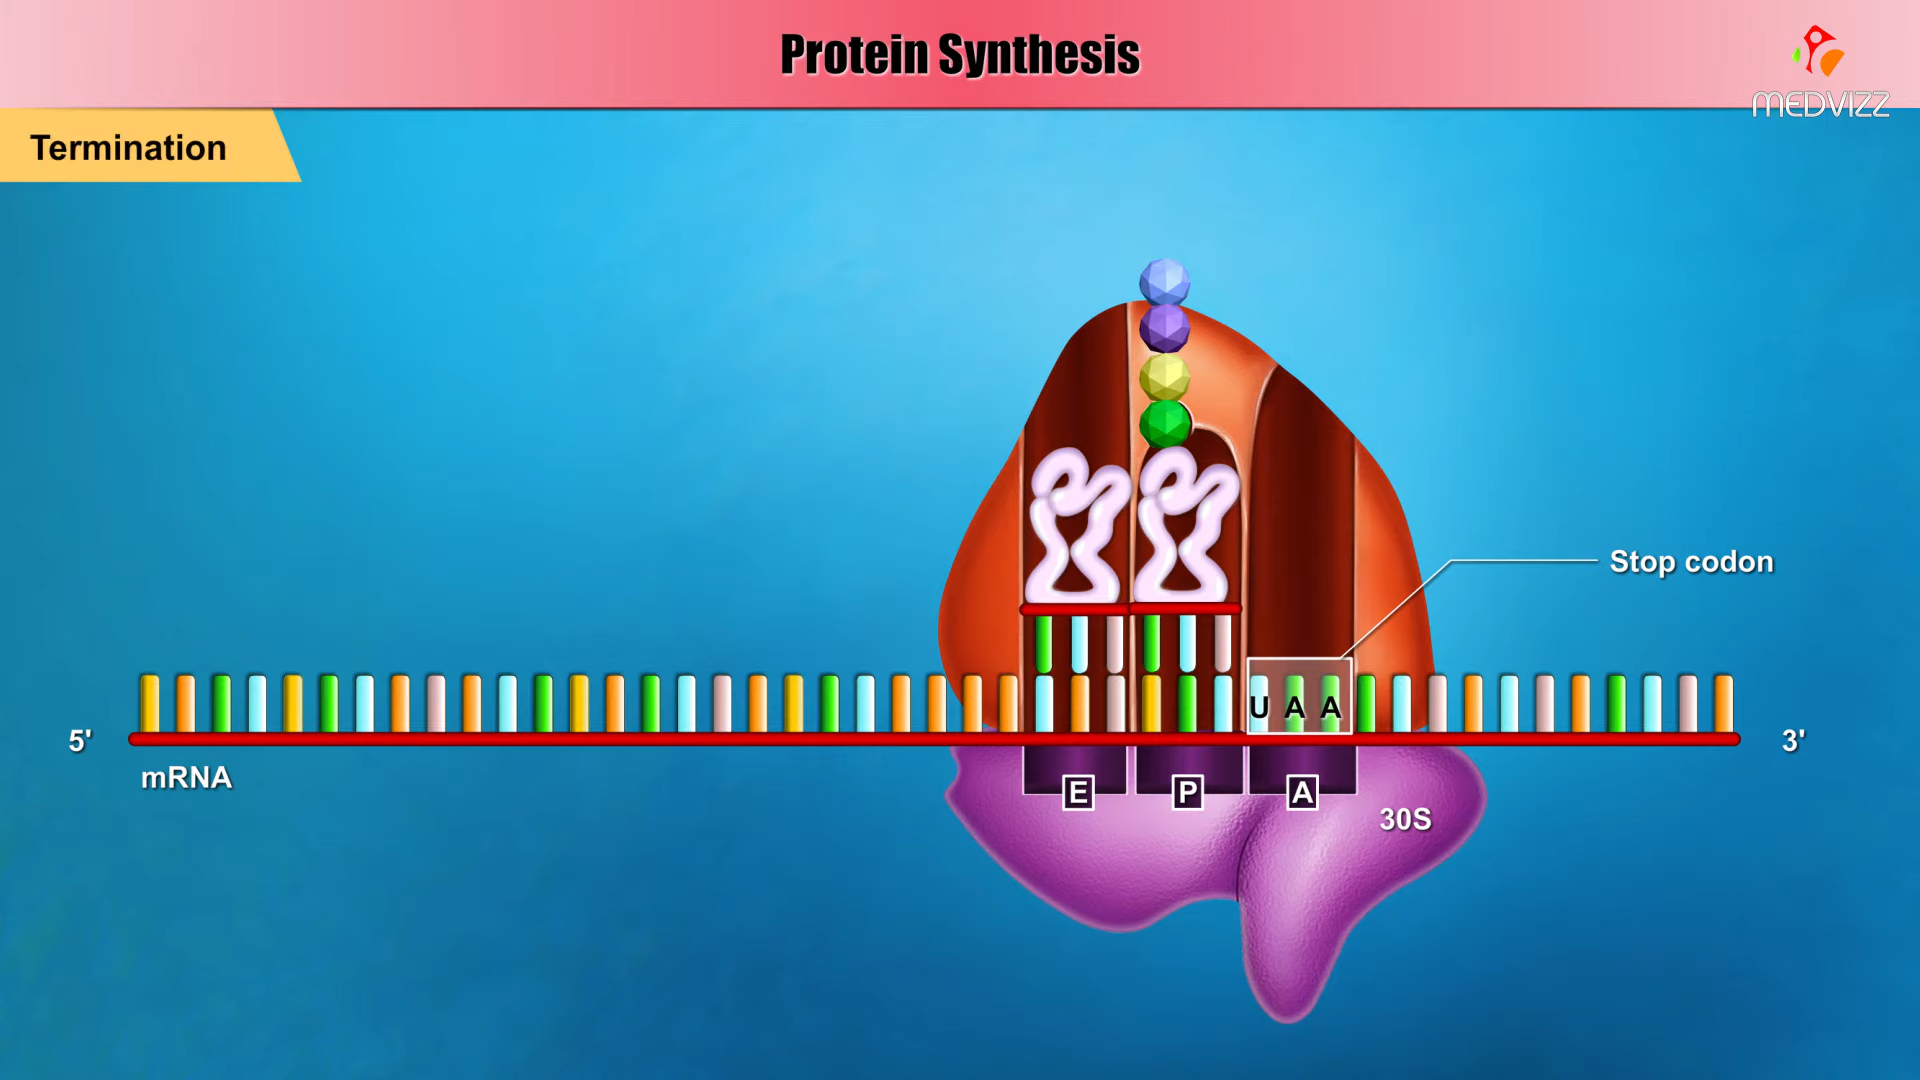 Protein Synthesis
MEDVIZZ
Termination
Stop codon
U A A
5'
3'
mRNA
E
P
A
30S